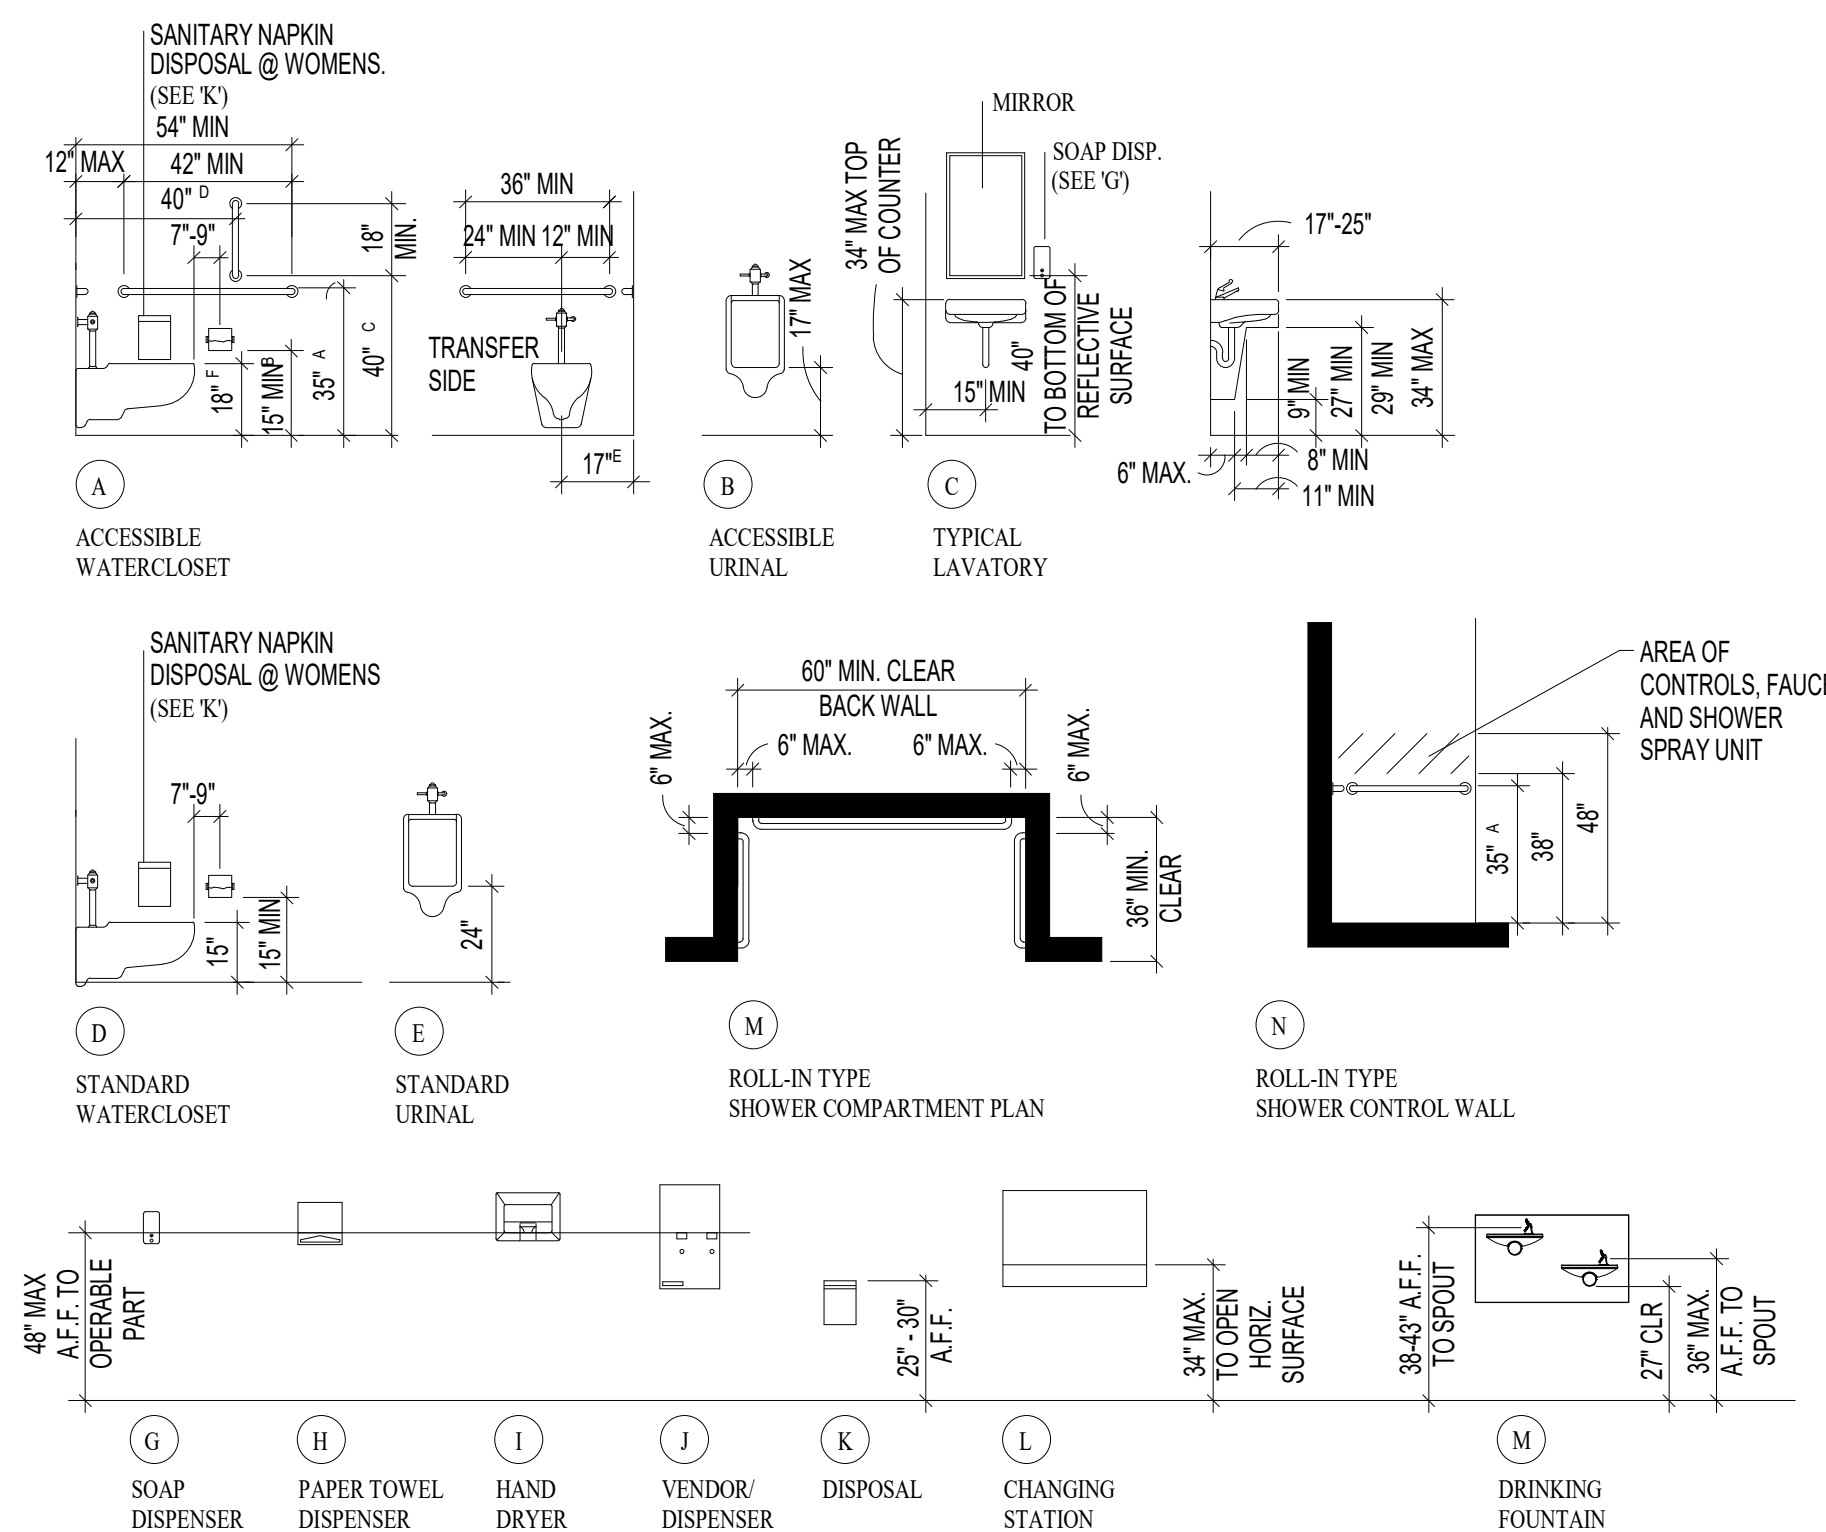 SANITARY NAPKIN
DISPOSAL @ WOMENS.
(SEE 'K')
54" MIN
12" MAX
42" MIN
40" D
7"-9"
18"
MIN.
18" F
15" MIN B
35" A
40" C
36" MIN
24" MIN
12" MIN
TRANSFER
SIDE
17" E
A
ACCESSIBLE
WATERCLOSET
17" MAX
B
ACCESSIBLE
URINAL
MIRROR
SOAP DISP.
(SEE 'G')
34" MAX TOP
OF COUNTER
15" MIN
40"
TO BOTTOM OF
REFLECTIVE
SURFACE
17"-25"
9" MIN
27" MIN
29" MIN
34" MAX
6" MAX.
8" MIN
11" MIN
C
TYPICAL
LAVATORY
SANITARY NAPKIN
DISPOSAL @ WOMENS
(SEE 'K')
7"-9"
15"
15" MIN
D
STANDARD
WATERCLOSET
24"
E
STANDARD
URINAL
60" MIN. CLEAR
BACK WALL
6" MAX.
6" MAX.
6" MAX.
6" MAX.
36" MIN.
CLEAR
M
ROLL-IN TYPE
SHOWER COMPARTMENT PLAN
AREA OF
CONTROLS, FAUCE
AND SHOWER
SPRAY UNIT
35" A
38"
48"
N
ROLL-IN TYPE
SHOWER CONTROL WALL
48" MAX
A.F.F. TO
OPERABLE
PART
G
SOAP
DISPENSER
H
PAPER TOWEL
DISPENSER
I
HAND
DRYER
J
VENDOR/
DISPENSER
25" - 30"
A.F.F.
K
DISPOSAL
34" MAX.
TO OPEN
HORIZ.
SURFACE
L
CHANGING
STATION
38-43" A.F.F.
TO SPOUT
27" CLR
36" MAX.
A.F.F. TO
SPOUT
M
DRINKING
FOUNTAIN